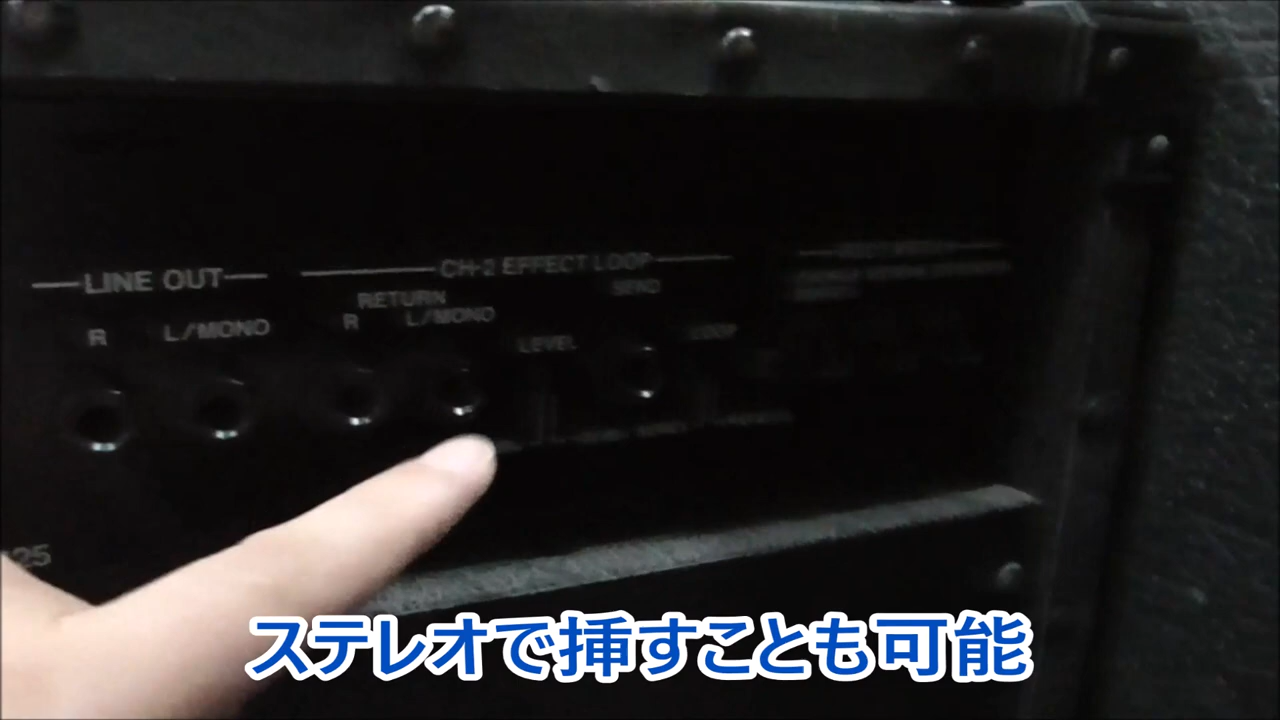 LINE OUT
R L/MONO
CH-2 EFFECT LOOP
RETURN
R L/MONO
SEND
LEVEL
LOOP
25
ステレオで挿すことも可能